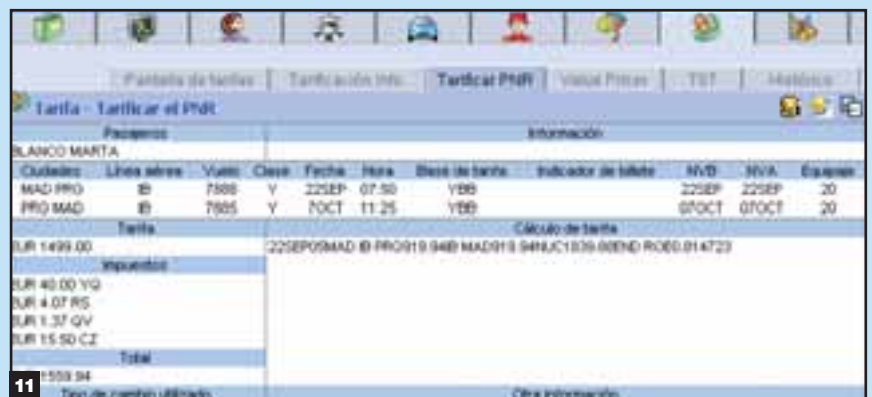 Pantalla de tarifas Tarificación Info. Tarificar PNR Value Pricer TST Histórico
Tarifa - Tarificar el PNR
Pasajeros Información
BLANCO MARTA
Ciudades Línea aérea Vuelo Clase Fecha Hora Base de tarifa Indicador de billete NVB NVA Equipaje
MAD PRG IB Y 22SEP 07:50 YBB 22SEP 22SEP 20
PRG MAD IB 7885 Y 7OCT 11:25 YBB 07OCT 07OCT 20
Tarifa Cálculo de tarifa
EUR 1499.00 22SEP05MAD IB PRG919.94IB MAD919.94NUC1839.88END ROE0.814723
Impuestos
EUR 40.00 YQ
EUR 4.07 RS
EUR 1.37 QV
EUR 15.50 CZ
Total
1559.94
11 Tipo de cambio utilizado Otra información